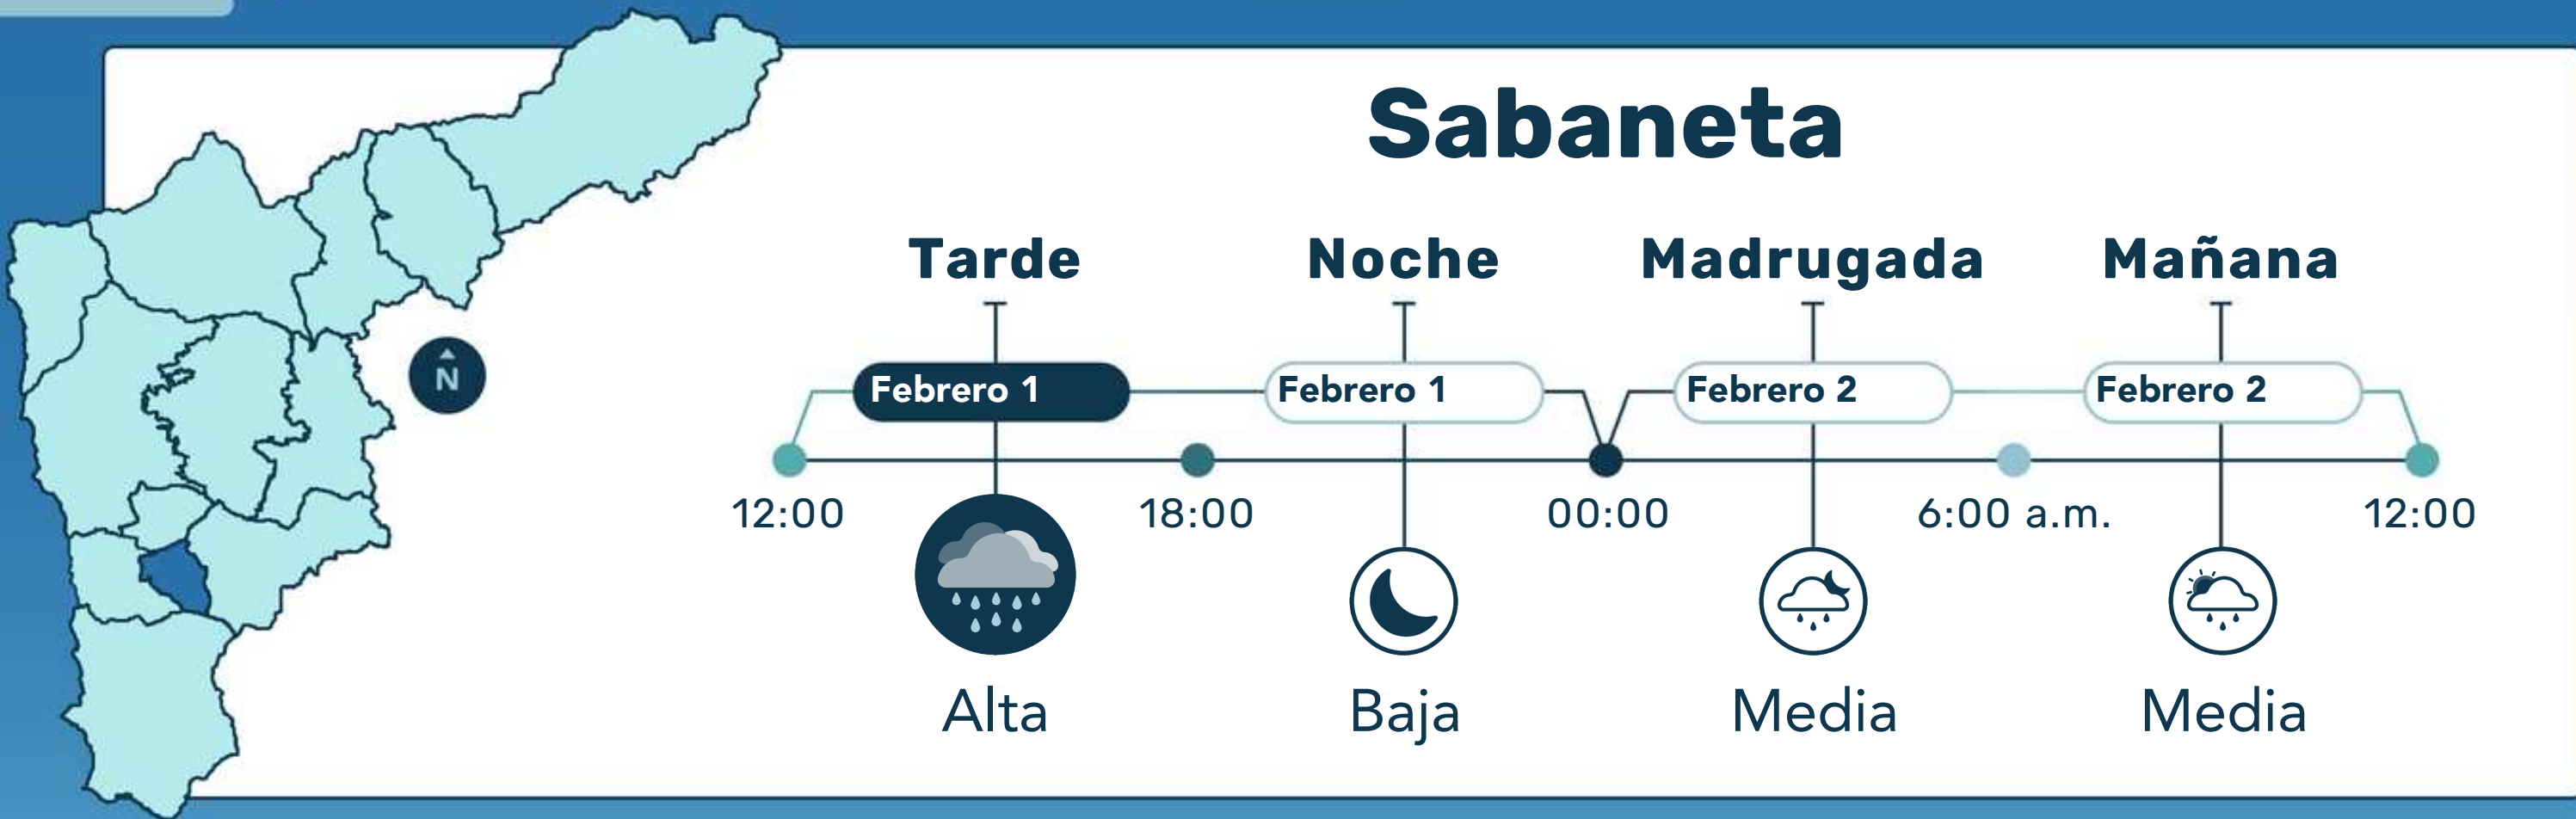 Sabaneta
Tarde Noche Madrugada Mañana
N
Febrero 1 Febrero 1 Febrero 2 Febrero 2
12:00 18:00 00:00 6:00 a.m. 12:00
Alta Baja Media Media